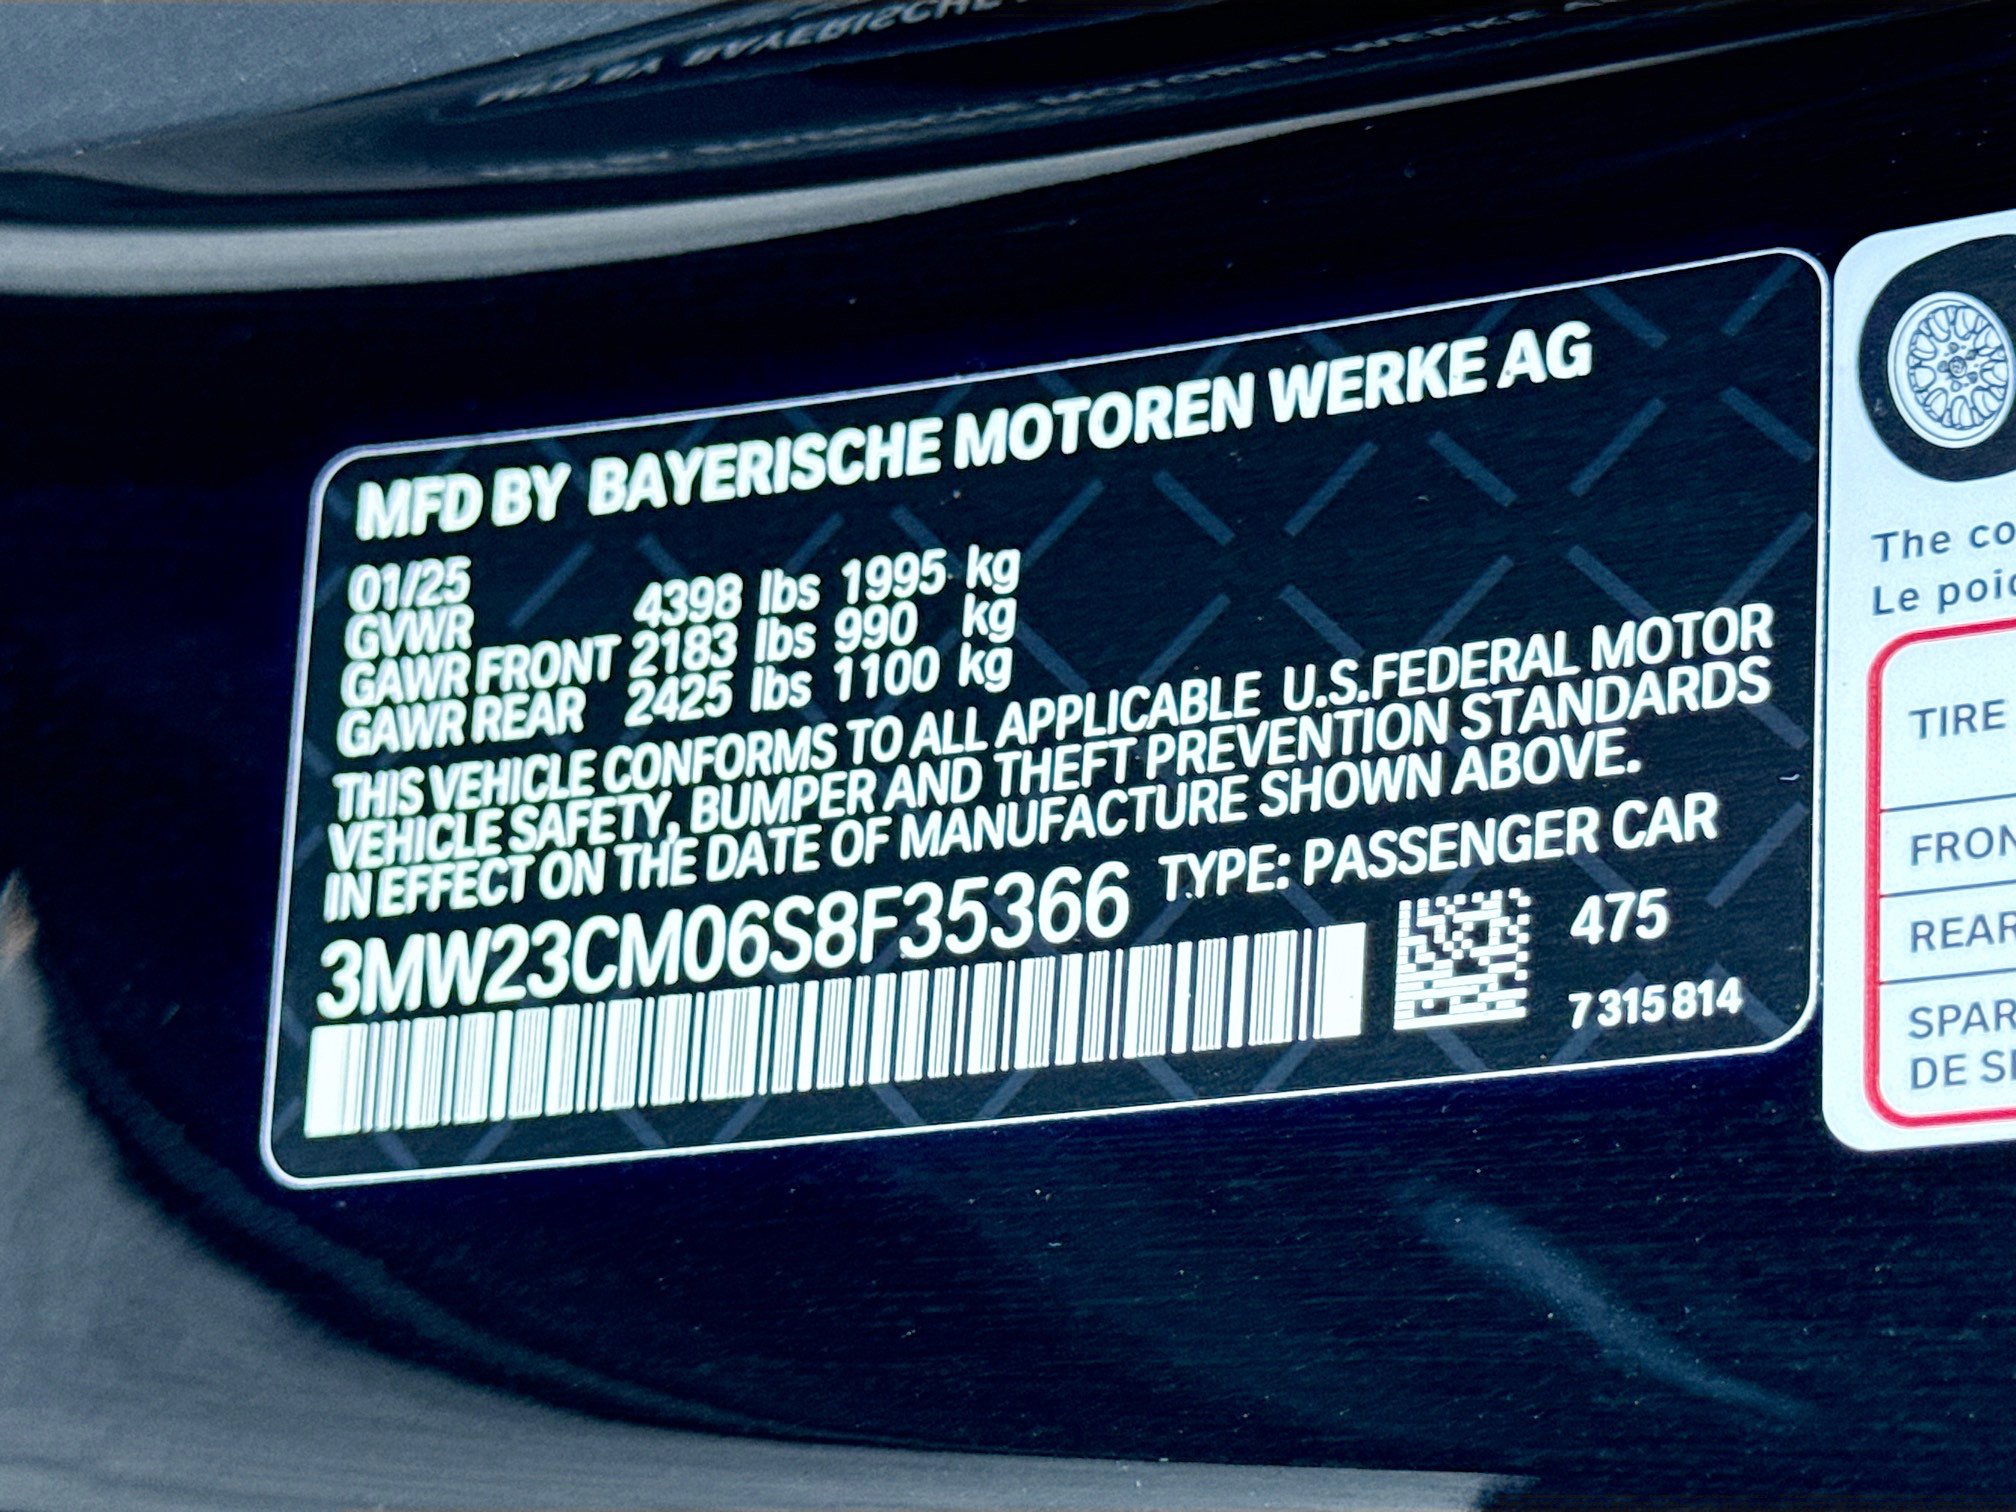 MFD BY BAYERISCHE MOTOREN WERKE AG
01/25
GVWR 4398 lbs 1995 kg
GAWR FRONT 2183 lbs 990 kg
GAWR REAR 2425 lbs 1100 kg
THIS VEHICLE CONFORMS TO ALL APPLICABLE U.S.FEDERAL MOTOR
VEHICLE SAFETY, BUMPER AND THEFT PREVENTION STANDARDS
IN EFFECT ON THE DATE OF MANUFACTURE SHOWN ABOVE.
3MW23CM06S8F35366 TYPE: PASSENGER CAR
475
7 315 814
The co
Le poi
TIRE
FRON
REAR
SPAR
DE S